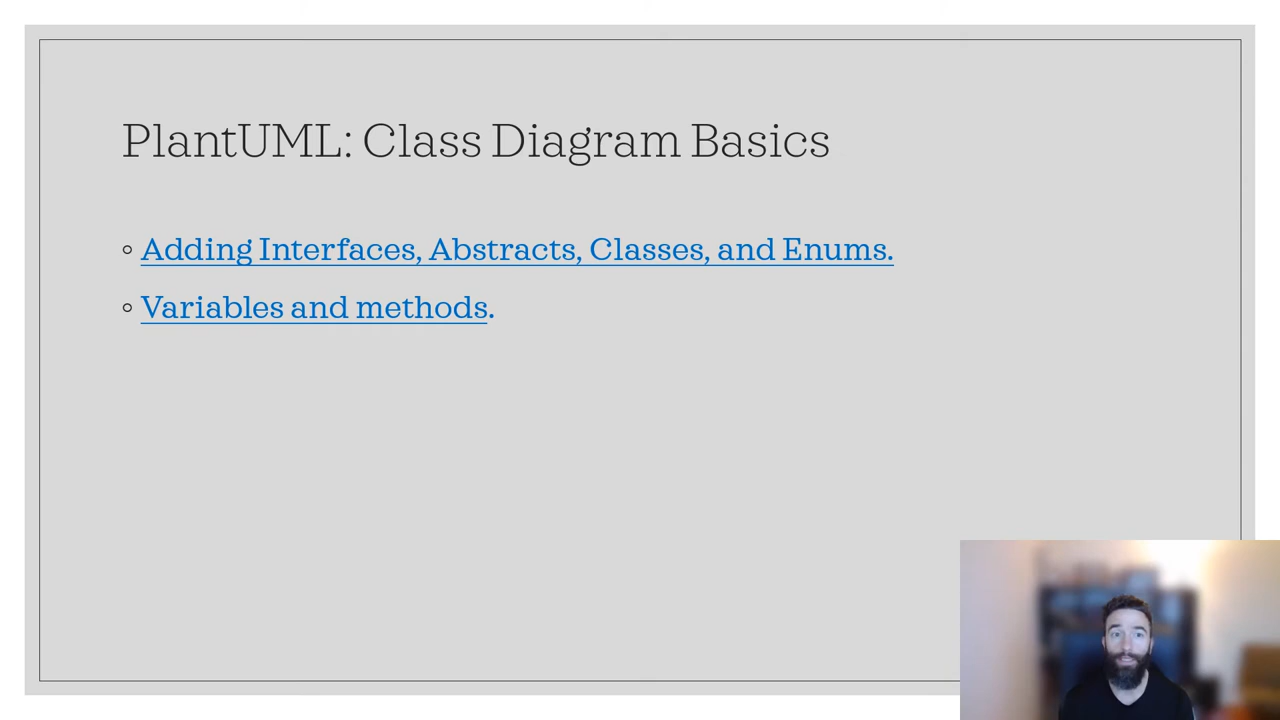 PlantUML: Class Diagram Basics
Adding Interfaces, Abstracts, Classes, and Enums.
Variables and methods.